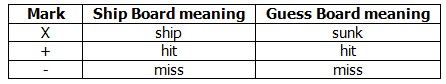 Mark Ship Board meaning Guess Board meaning
X ship sunk
+ hit hit
- miss miss